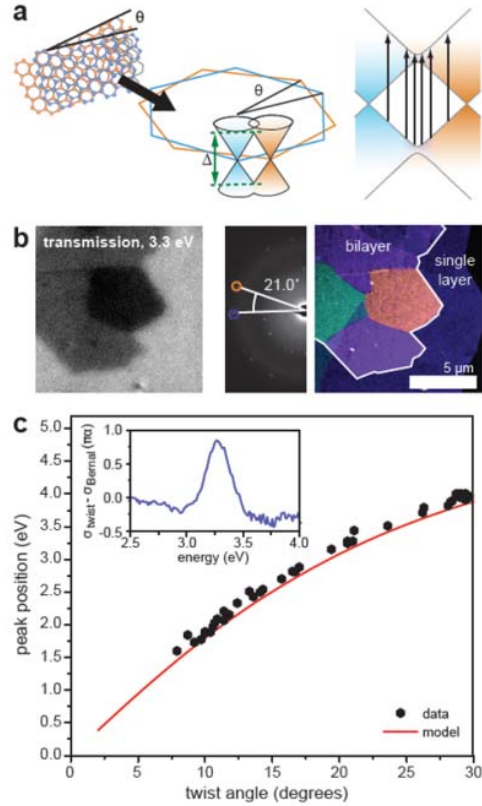 a
θ
θ
Δ
b
transmission, 3.3 eV
21.0°
bilayer
single
layer
5 μm
c
5.0
4.5
4.0
3.5
3.0
2.5
2.0
1.5
1.0
0.5
0.0
peak position (eV)
1.0
0.5
0.0
-0.5
σtwist - σBernal (πα)
2.5
3.0
3.5
4.0
energy (eV)
data
model
0
5
10
15
20
25
30
twist angle (degrees)